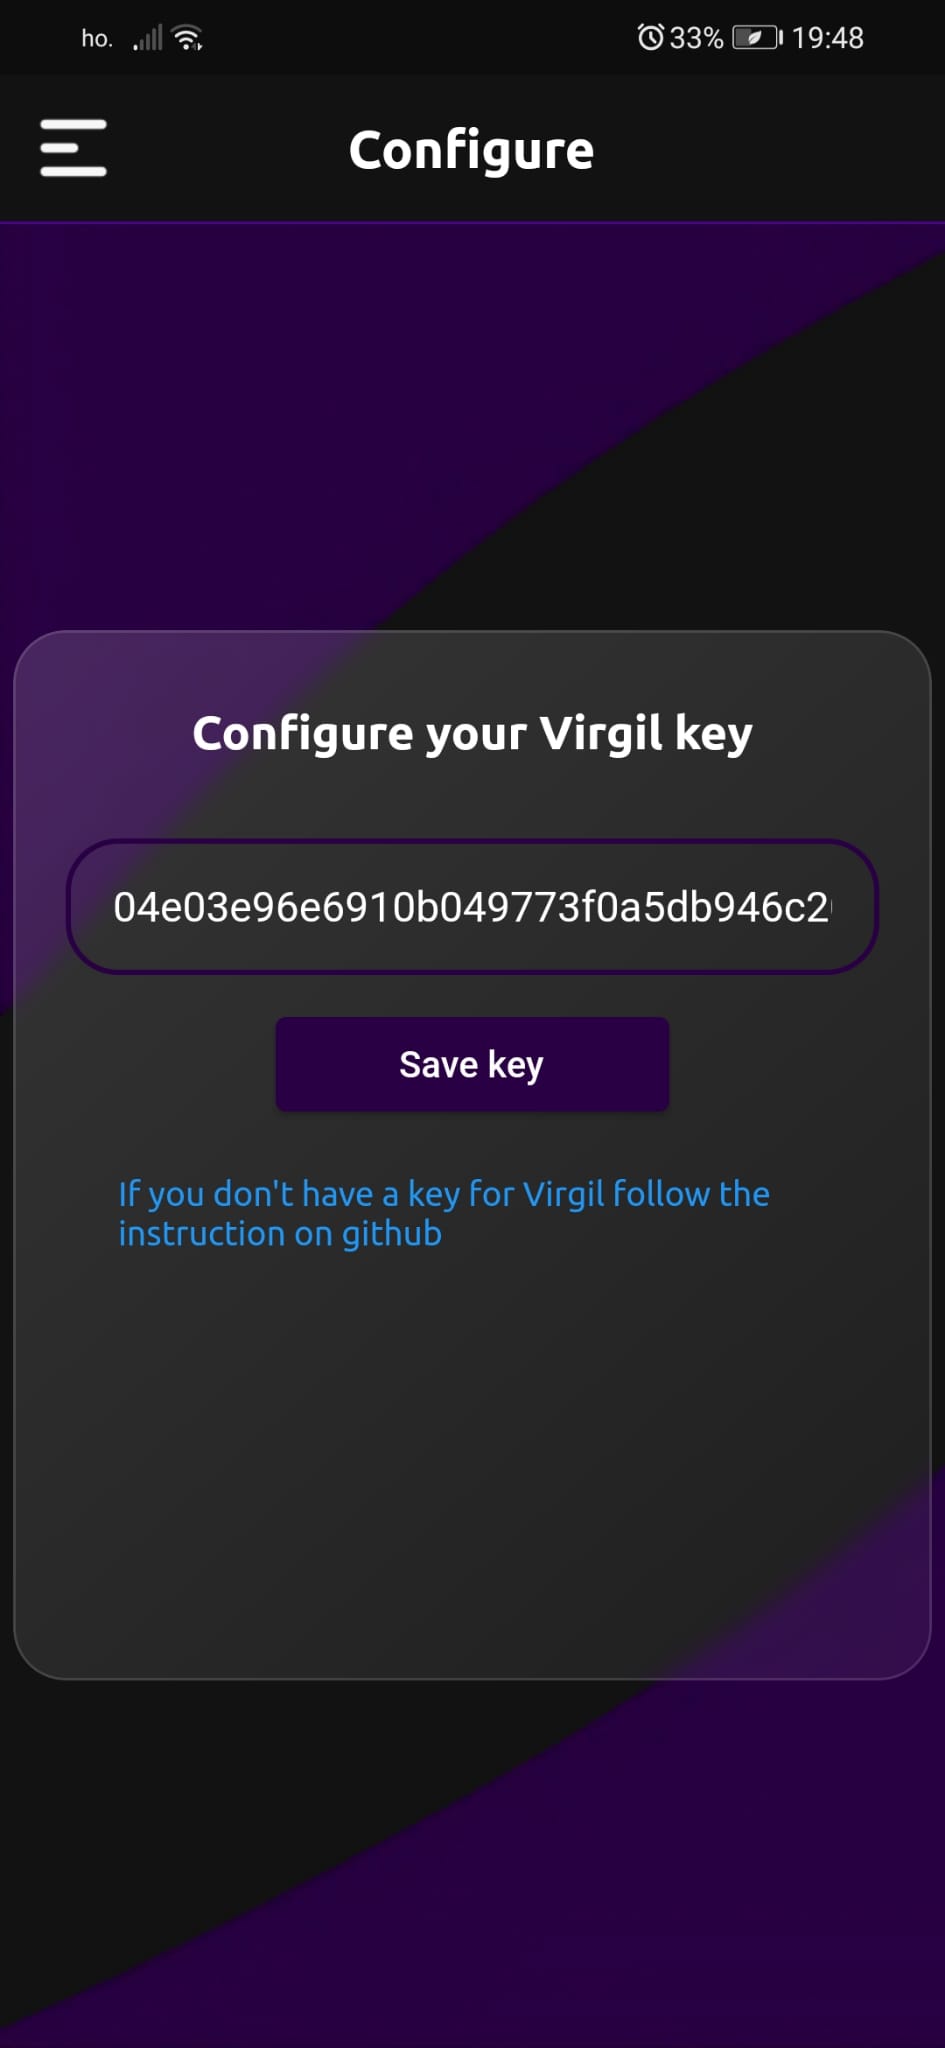 ho. 33% 19:48
Configure
Configure your Virgil key
04e03e96e6910b049773f0a5db946c2
Save key
If you don't have a key for Virgil follow the
instruction on github